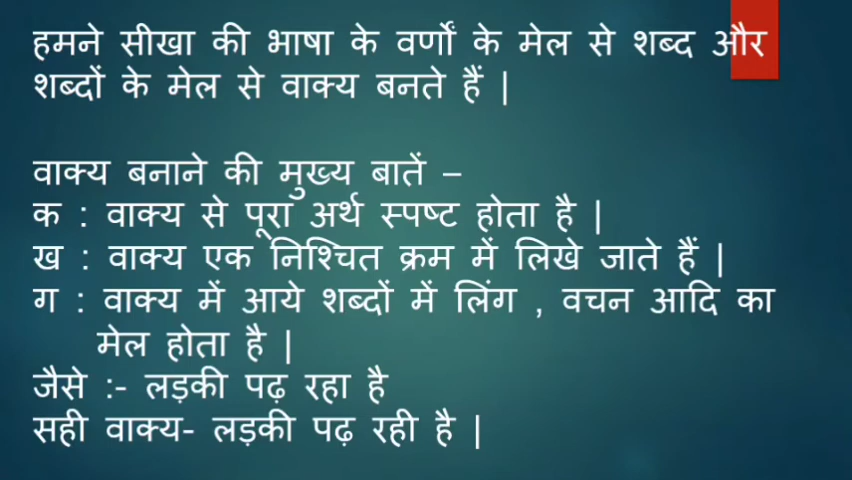 हमने सीखा की भाषा के वर्णों के मेल से शब्द और
शब्दों के मेल से वाक्य बनते हैं |
वाक्य बनाने की मुख्य बातें –
क : वाक्य से पूरा अर्थ स्पष्ट होता है |
ख : वाक्य एक निश्चित क्रम में लिखे जाते हैं |
ग : वाक्य में आये शब्दों में लिंग , वचन आदि का
मेल होता है |
जैसे :- लड़की पढ़ रहा है
सही वाक्य- लड़की पढ़ रही है |